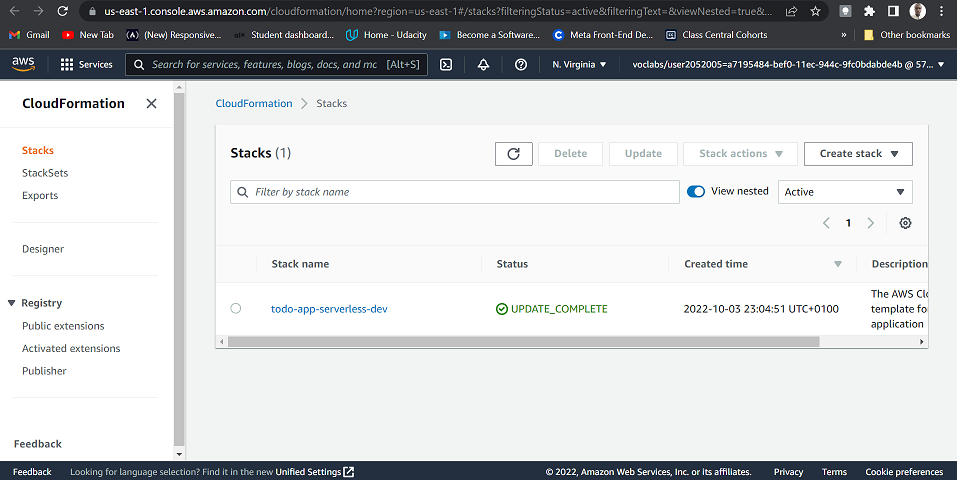 us-east-1.console.aws.amazon.com/cloudformation/home?region=us-east-1#/stacks?filteringStatus=active&filteringText=&viewNested=true&...
Gmail
New Tab
(New) Responsive...
Student dashboard...
Home - Udacity
Become a Software...
Meta Front-End De...
Class Central Cohorts
»
Other bookmarks
aws
Services
Search for services, features, blogs, docs, and mc [Alt+S]
N. Virginia
voclabs/user2052005=a7195484-bef0-11ec-944c-9fc0bdabde4b @ 57...
CloudFormation
Stacks
StackSets
Exports
Designer
Registry
Public extensions
Activated extensions
Publisher
Feedback
CloudFormation > Stacks
Stacks (1)
Delete
Update
Stack actions
Create stack
Filter by stack name
View nested
Active
1
Stack name
Status
Created time
Description
todo-app-serverless-dev
UPDATE_COMPLETE
2022-10-03 23:04:51 UTC+0100
The AWS Clo
template fo
application
Feedback
Looking for language selection? Find it in the new Unified Settings
© 2022, Amazon Web Services, Inc. or its affiliates.
Privacy
Terms
Cookie preferences